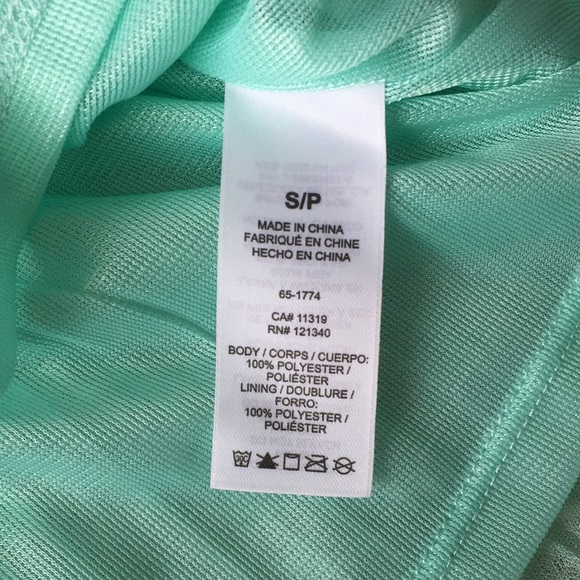 S/P
MADE IN CHINA
FABRIQUÉ EN CHINE
HECHO EN CHINA
65-1774
CA# 11319
RN# 121340
BODY / CORPS / CUERPO:
100% POLYESTER /
POLIÉSTER
LINING / DOUBLURE /
FORRO:
100% POLYESTER /
POLIÉSTER
30C